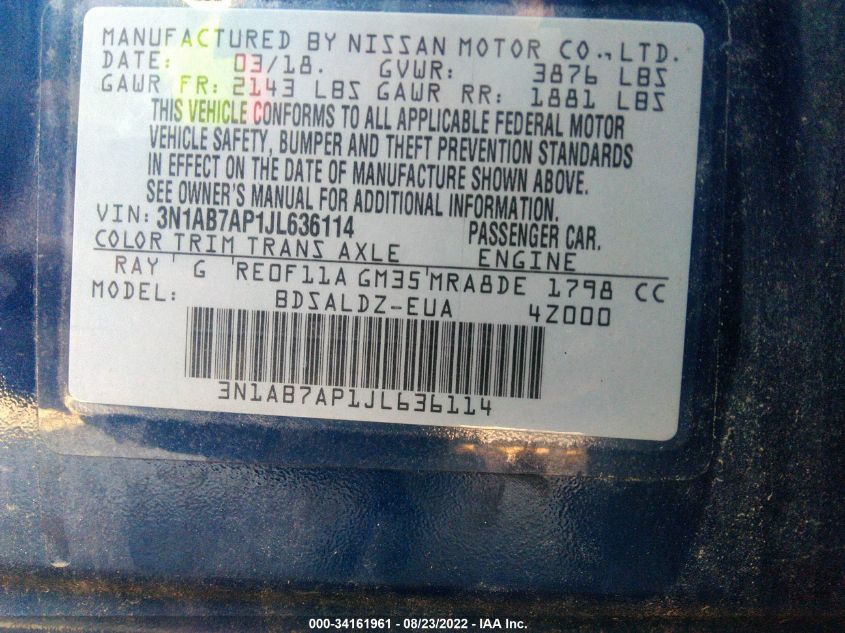 MANUFACTURED BY NISSAN MOTOR CO.,LTD.
DATE: 03/18. GVWR: 3876 LBS
GAWR FR: 2143 LBS GAWR RR: 1881 LBS
THIS VEHICLE CONFORMS TO ALL APPLICABLE FEDERAL MOTOR
VEHICLE SAFETY, BUMPER AND THEFT PREVENTION STANDARDS
IN EFFECT ON THE DATE OF MANUFACTURE SHOWN ABOVE.
SEE OWNER'S MANUAL FOR ADDITIONAL INFORMATION.
VIN: 3N1AB7AP1JL636114 PASSENGER CAR.
COLOR TRIM TRANS AXLE ENGINE
RAY G RE0F11A GM35 MRA8DE 1798 CC
MODEL: BDSALDZ-EUA 4Z000
3N1AB7AP1JL636114
000-34161961 - 08/23/2022 - IAA Inc.